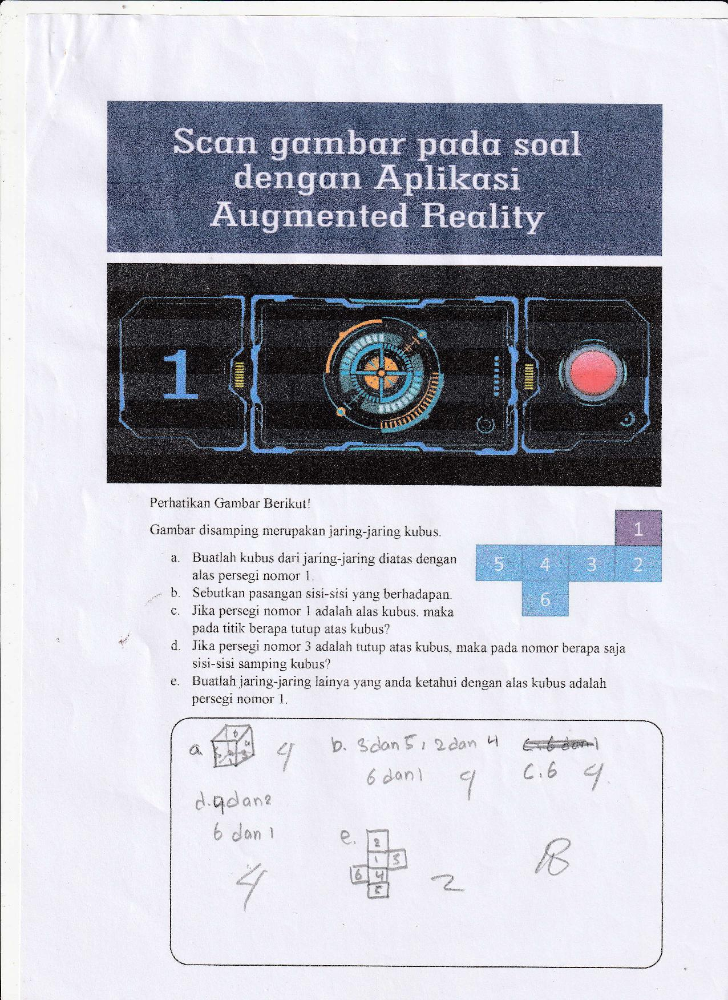 Scan gambar pada soal
dengan Aplikasi
Augmented Reality
1
Perhatikan Gambar Berikut!
Gambar disamping merupakan jaring-jaring kubus.
a. Buatlah kubus dari jaring-jaring diatas dengan
alas persegi nomor 1.
b. Sebutkan pasangan sisi-sisi yang berhadapan.
c. Jika persegi nomor 1 adalah alas kubus. maka
pada titik berapa tutup atas kubus?
d. Jika persegi nomor 3 adalah tutup atas kubus, maka pada nomor berapa saja
sisi-sisi samping kubus?
e. Buatlah jaring-jaring lainya yang anda ketahui dengan alas kubus adalah
persegi nomor 1.
1
5 4 3 2
6
a. 4
b. 3 dan 5, 2 dan 4
6 dan 1 4
c. 6 4
d. 4 dan 2
6 dan 1
4
e. 2
1 3
6 4
5
2
18